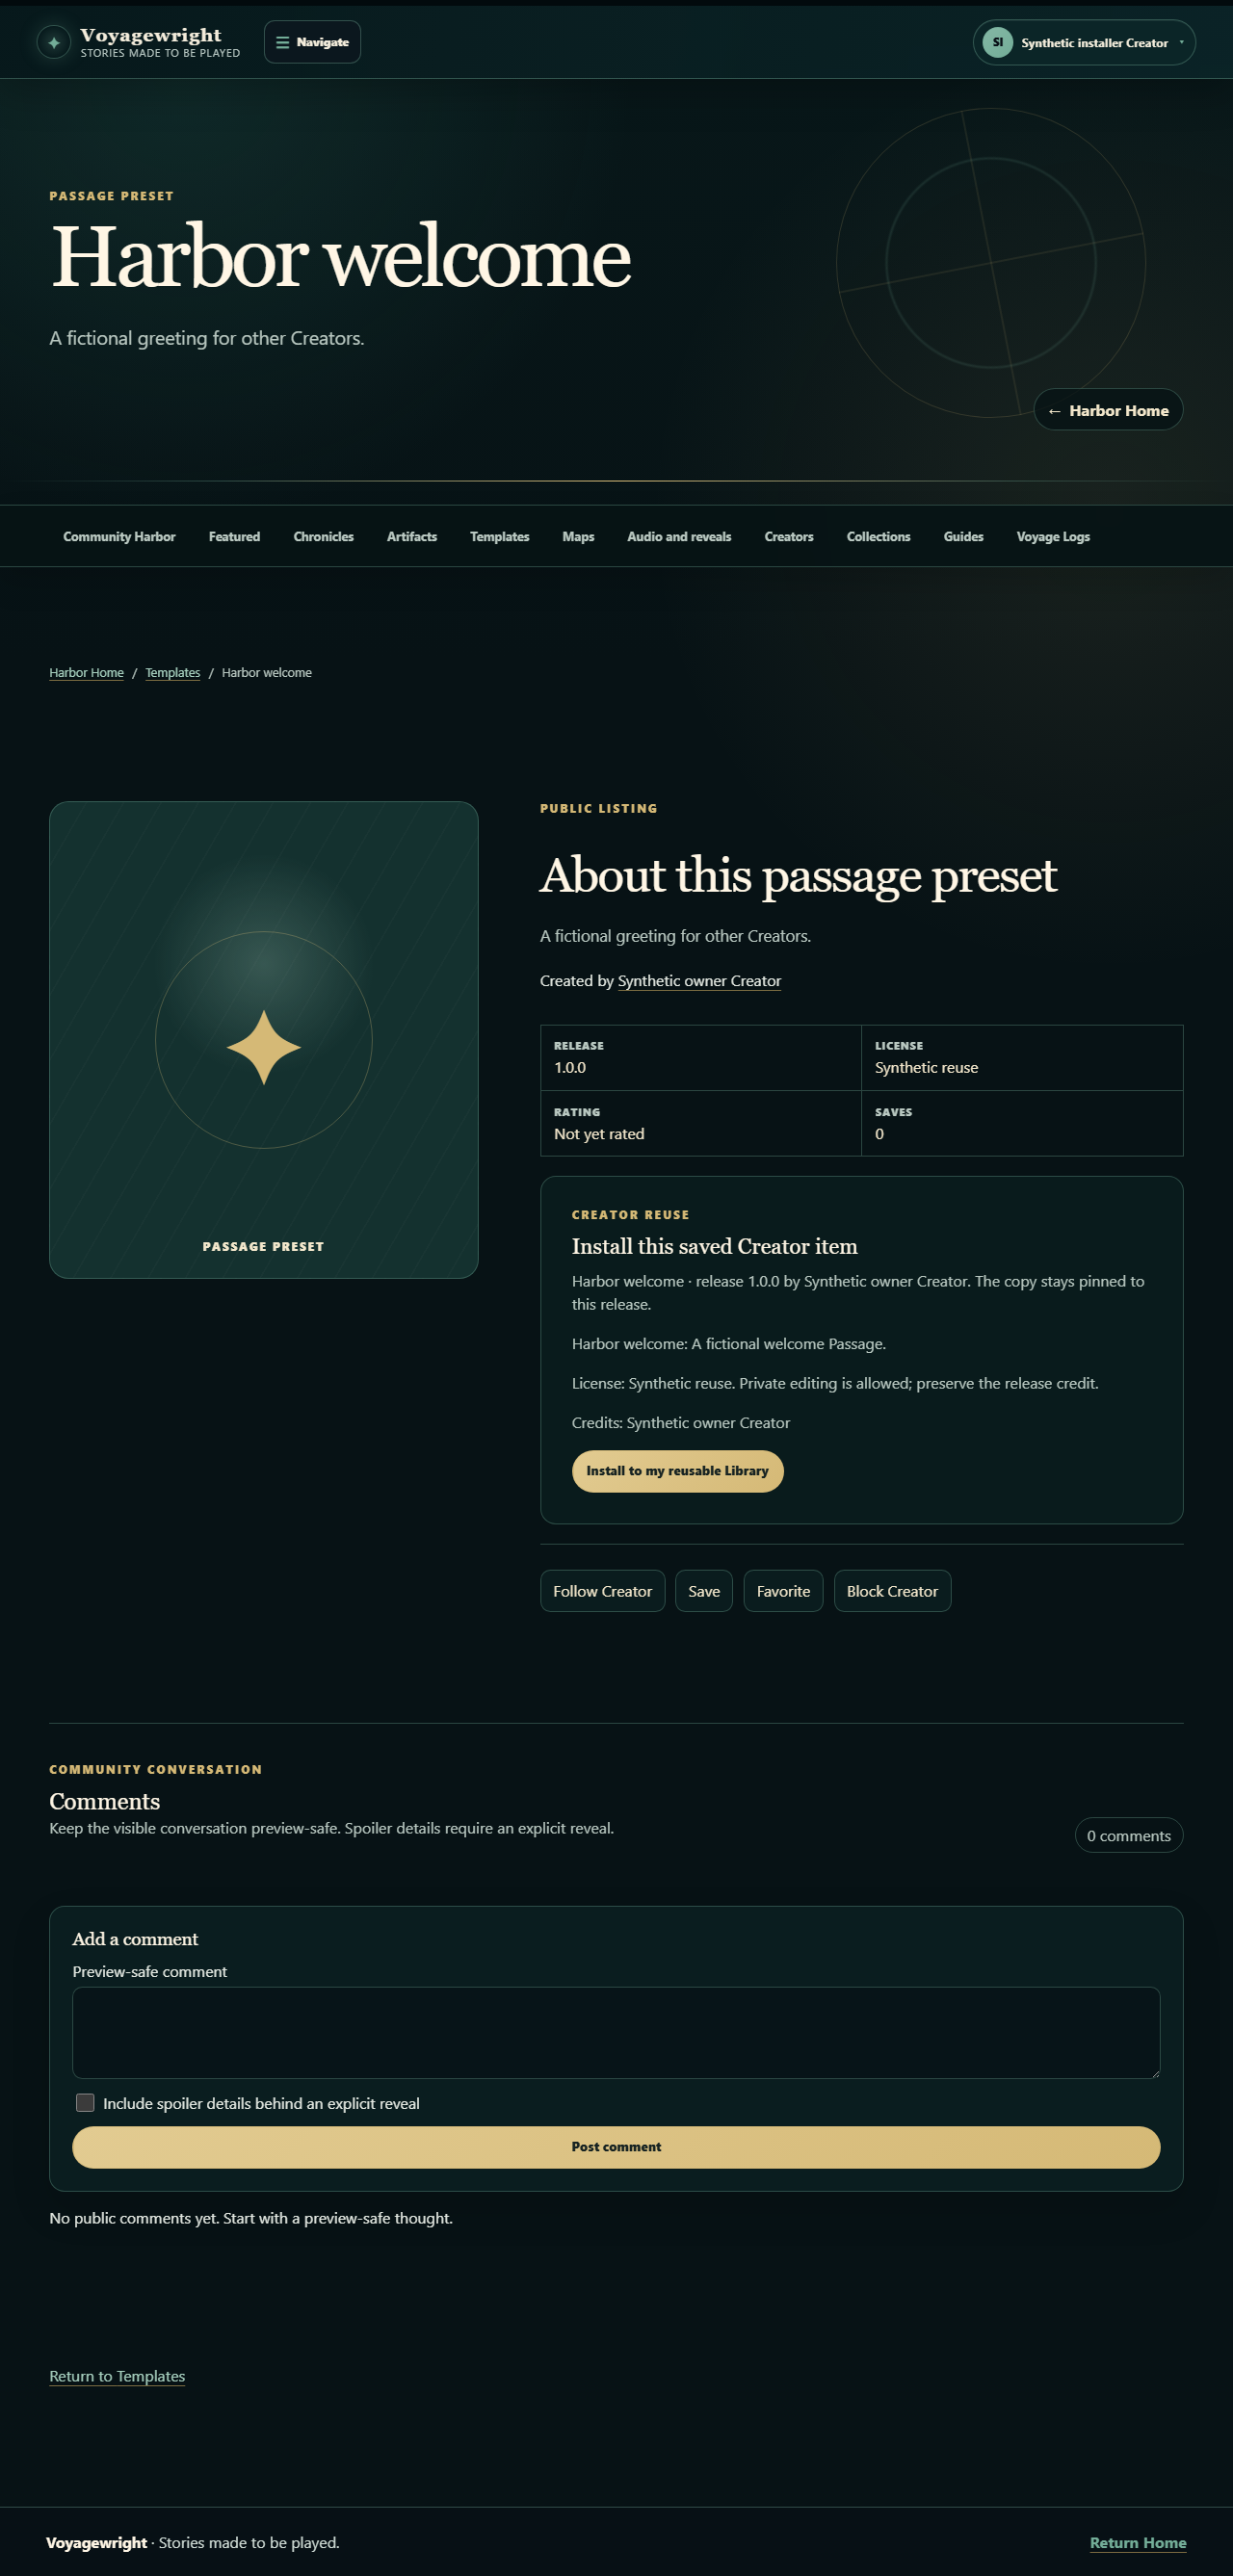 Voyagewright
STORIES MADE TO BE PLAYED
Navigate
SI
Synthetic installer Creator
PASSAGE PRESET
Harbor welcome
A fictional greeting for other Creators.
← Harbor Home
Community Harbor
Featured
Chronicles
Artifacts
Templates
Maps
Audio and reveals
Creators
Collections
Guides
Voyage Logs
Harbor Home / Templates / Harbor welcome
PASSAGE PRESET
PUBLIC LISTING
About this passage preset
A fictional greeting for other Creators.
Created by Synthetic owner Creator
RELEASE
1.0.0
LICENSE
Synthetic reuse
RATING
Not yet rated
SAVES
0
CREATOR REUSE
Install this saved Creator item
Harbor welcome · release 1.0.0 by Synthetic owner Creator. The copy stays pinned to
this release.
Harbor welcome: A fictional welcome Passage.
License: Synthetic reuse. Private editing is allowed; preserve the release credit.
Credits: Synthetic owner Creator
Install to my reusable Library
Follow Creator
Save
Favorite
Block Creator
COMMUNITY CONVERSATION
Comments
Keep the visible conversation preview-safe. Spoiler details require an explicit reveal.
0 comments
Add a comment
Preview-safe comment
Include spoiler details behind an explicit reveal
Post comment
No public comments yet. Start with a preview-safe thought.
Return to Templates
Voyagewright · Stories made to be played.
Return Home